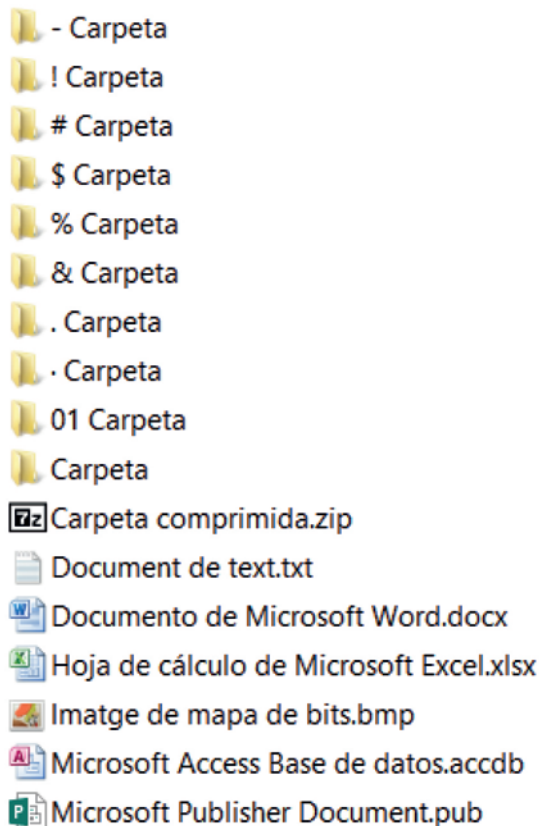 - Carpeta
! Carpeta
# Carpeta
$ Carpeta
% Carpeta
& Carpeta
. Carpeta
· Carpeta
01 Carpeta
Carpeta
Carpeta comprimida.zip
Document de text.txt
Documento de Microsoft Word.docx
Hoja de cálculo de Microsoft Excel.xlsx
Imatge de mapa de bits.bmp
Microsoft Access Base de datos.accdb
Microsoft Publisher Document.pub